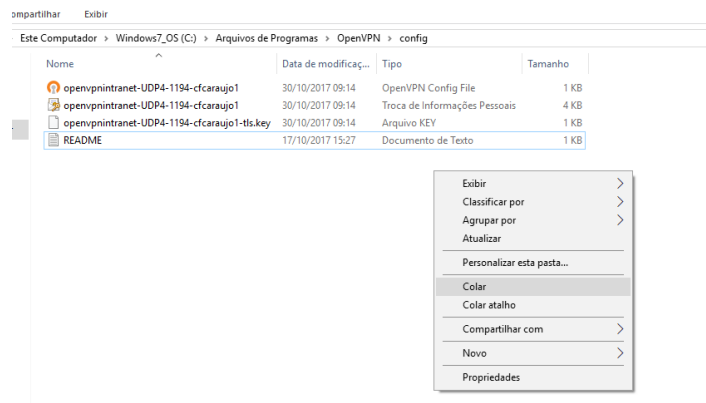 ompartilhar Exibir
Este Computador > Windows7_OS (C:) > Arquivos de Programas > OpenVPN > config
Nome Data de modificaç... Tipo Tamanho
openvpnintranet-UDP4-1194-cfcaraujo1 30/10/2017 09:14 OpenVPN Config File 1 KB
openvpnintranet-UDP4-1194-cfcaraujo1 30/10/2017 09:14 Troca de Informações Pessoais 4 KB
openvpnintranet-UDP4-1194-cfcaraujo1-tls.key 30/10/2017 09:14 Arquivo KEY 1 KB
README 17/10/2017 15:27 Documento de Texto 1 KB
Exibir
Classificar por
Agrupar por
Atualizar
Personalizar esta pasta...
Colar
Colar atalho
Compartilhar com
Novo
Propriedades